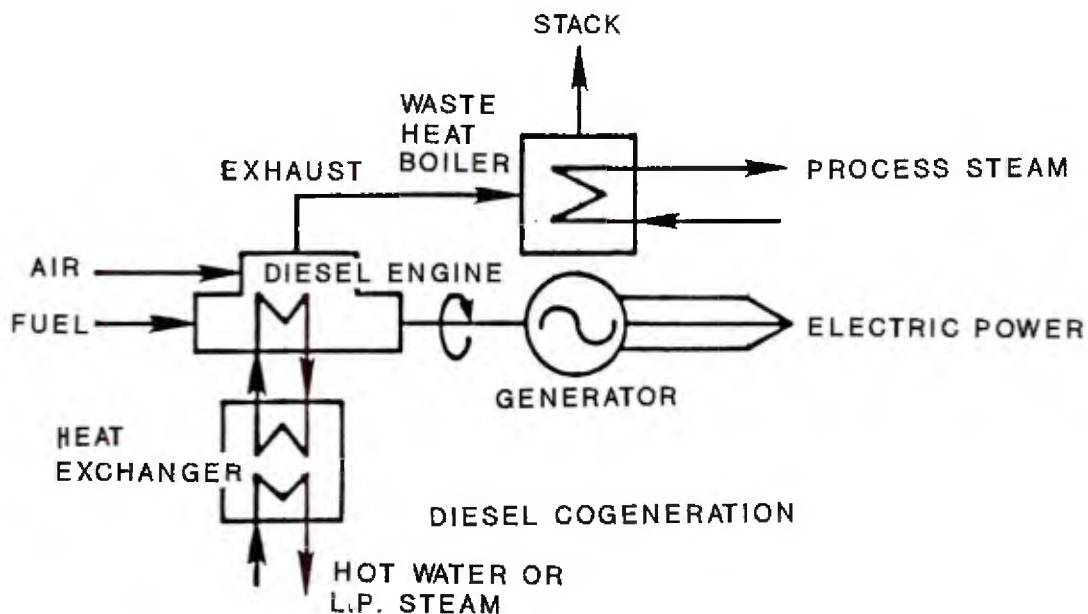 STACK
WASTE
HEAT
BOILER
EXHAUST
PROCESS STEAM
AIR
DIESEL ENGINE
FUEL
ELECTRIC POWER
GENERATOR
HEAT
EXCHANGER
DIESEL COGENERATION
HOT WATER OR
L.P. STEAM